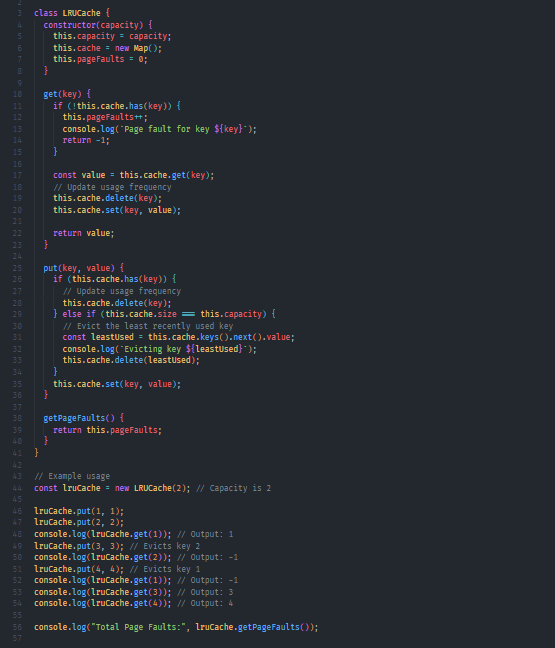 2
3 class LRUCache {
4 constructor(capacity) {
5 this.capacity = capacity;
6 this.cache = new Map();
7 this.pageFaults = 0;
8 }
9
10 get(key) {
11 if (!this.cache.has(key)) {
12 this.pageFaults++;
13 console.log(`Page fault for key ${key}`);
14 return -1;
15 }
16
17 const value = this.cache.get(key);
18 // Update usage frequency
19 this.cache.delete(key);
20 this.cache.set(key, value);
21
22 return value;
23 }
24
25 put(key, value) {
26 if (this.cache.has(key)) {
27 // Update usage frequency
28 this.cache.delete(key);
29 } else if (this.cache.size === this.capacity) {
30 // Evict the least recently used key
31 const leastUsed = this.cache.keys().next().value;
32 console.log(`Evicting key ${leastUsed}`);
33 this.cache.delete(leastUsed);
34 }
35 this.cache.set(key, value);
36 }
37
38 getPageFaults() {
39 return this.pageFaults;
40 }
41 }
42
43 // Example usage
44 const lruCache = new LRUCache(2); // Capacity is 2
45
46 lruCache.put(1, 1);
47 lruCache.put(2, 2);
48 console.log(lruCache.get(1)); // Output: 1
49 lruCache.put(3, 3); // Evicts key 2
50 console.log(lruCache.get(2)); // Output: -1
51 lruCache.put(4, 4); // Evicts key 1
52 console.log(lruCache.get(1)); // Output: -1
53 console.log(lruCache.get(3)); // Output: 3
54 console.log(lruCache.get(4)); // Output: 4
55
56 console.log("Total Page Faults:", lruCache.getPageFaults());
57